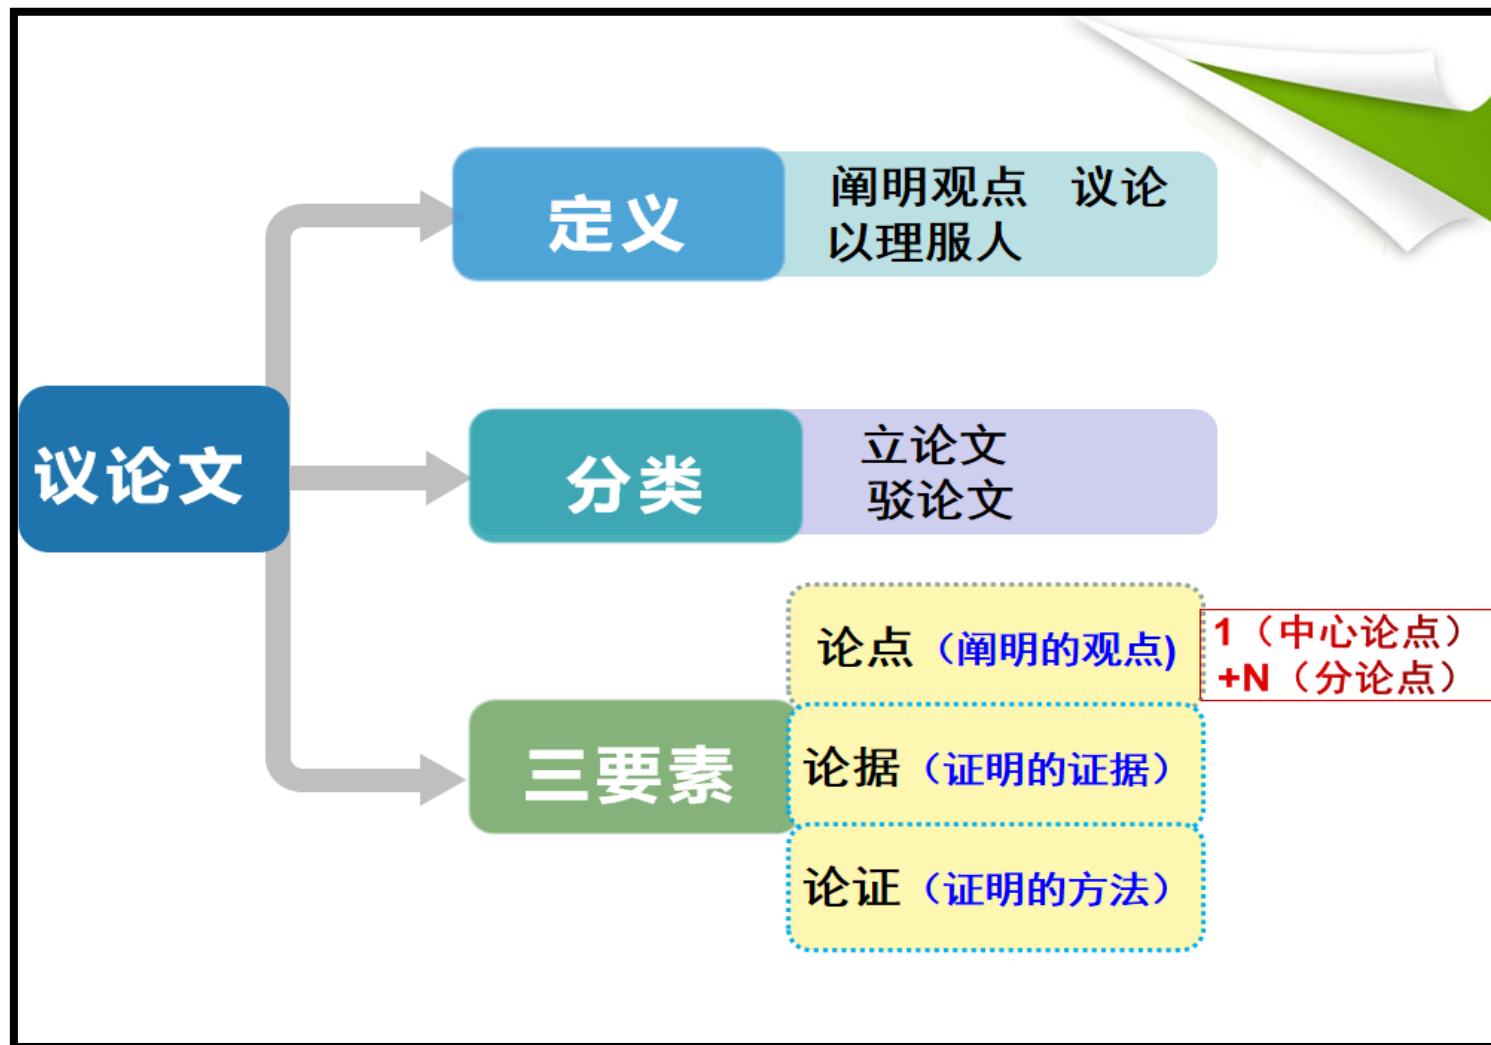 议论文
定义
阐明观点 议论
以理服人
分类
立论文
驳论文
三要素
论点（阐明的观点)
1（中心论点）
+N（分论点）
论据（证明的证据）
论证（证明的方法）